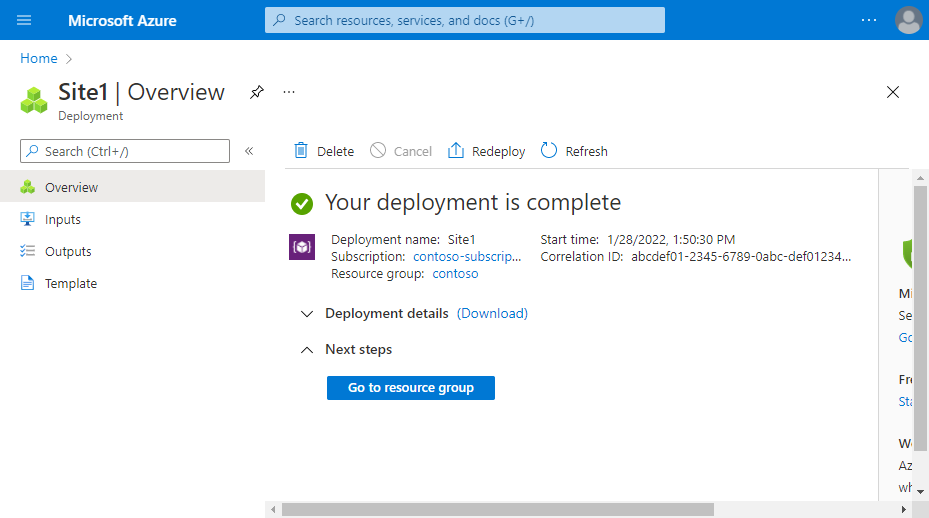 Microsoft Azure
Search resources, services, and docs (G+/)
...
Home >
Site1 | Overview
...
Deployment
Search (Ctrl+/)
«
Delete
Cancel
Redeploy
Refresh
Overview
Inputs
Outputs
Template
Your deployment is complete
Deployment name: Site1
Subscription: contoso-subscrip...
Resource group: contoso
Start time: 1/28/2022, 1:50:30 PM
Correlation ID: abcdef01-2345-6789-0abc-def01234...
Deployment details (Download)
Next steps
Go to resource group
Mi
Se
Fre
Sta
Az